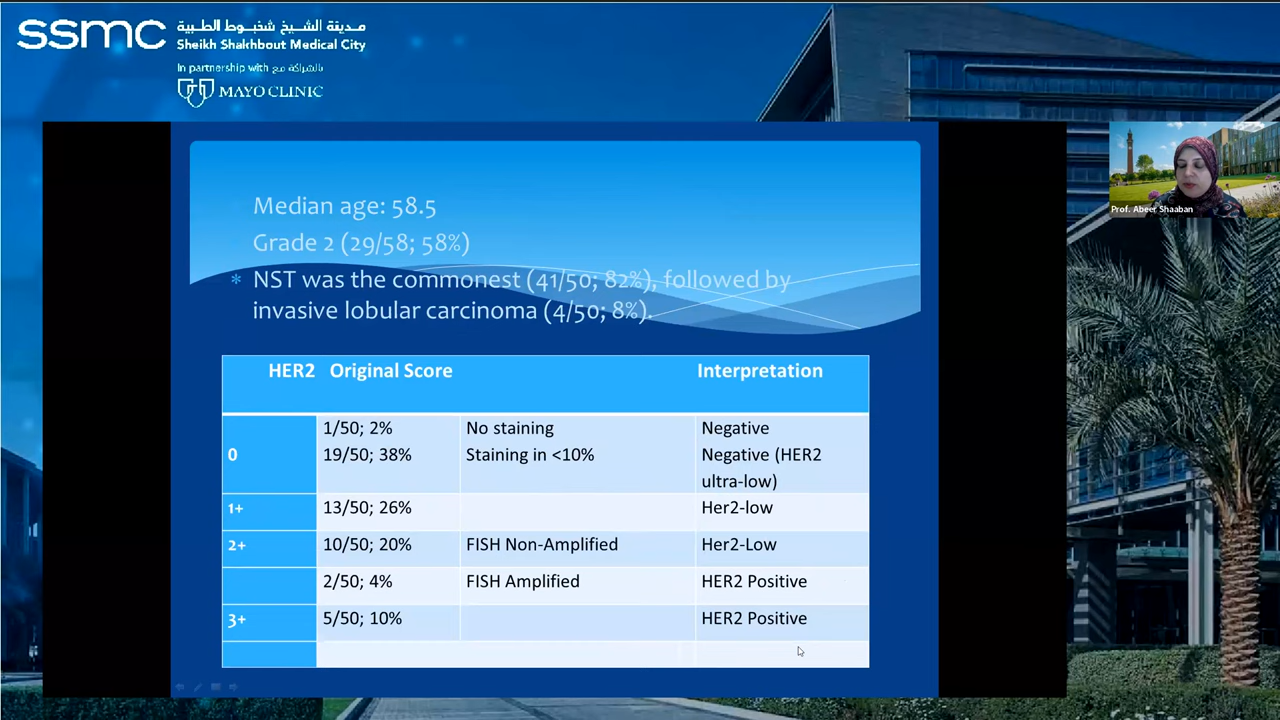 ssmc
مدينة الشيخ شخبوط الطبية
Sheikh Shakhbout Medical City
In partnership with بالشراكة مع
MAYO CLINIC
Prof. Abeer Shaaban
Median age: 58.5
Grade 2 (29/58; 58%)
* NST was the commonest (41/50; 82%), followed by
invasive lobular carcinoma (4/50; 8%).
HER2 Original Score Interpretation
0 1/50; 2% No staining Negative
19/50; 38% Staining in <10% Negative (HER2
ultra-low)
1+ 13/50; 26% Her2-low
2+ 10/50; 20% FISH Non-Amplified Her2-Low
2/50; 4% FISH Amplified HER2 Positive
3+ 5/50; 10% HER2 Positive